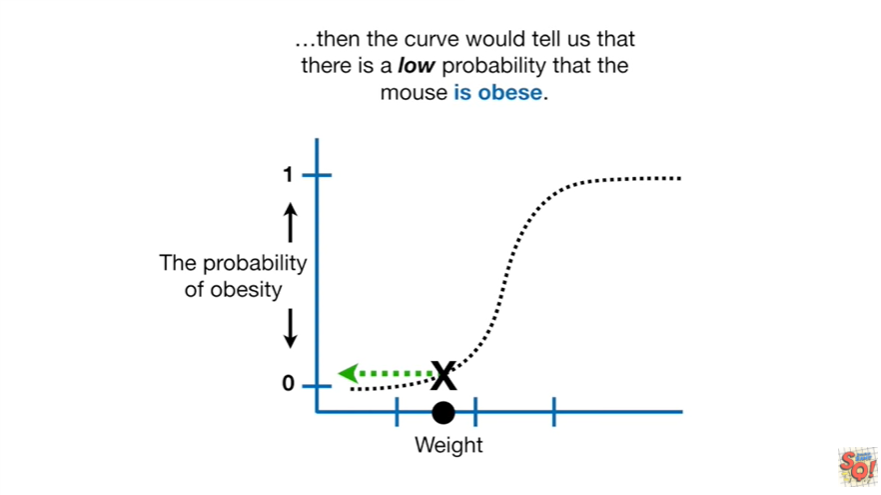 ...then the curve would tell us that
there is a low probability that the
mouse is obese.
1
The probability
of obesity
0
X
Weight
SQ!